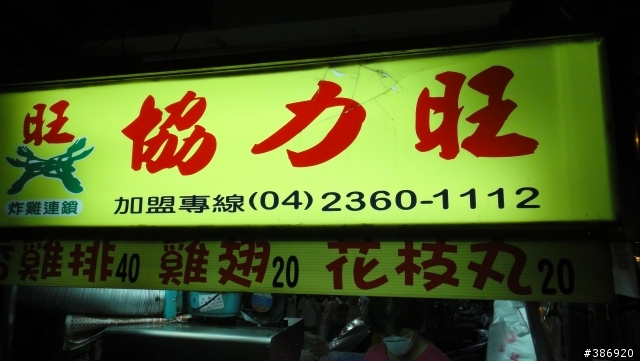 旺 協力旺
炸雞連鎖 加盟專線(04)2360-1112
雞排40 雞翅20 花枝丸20
#386920